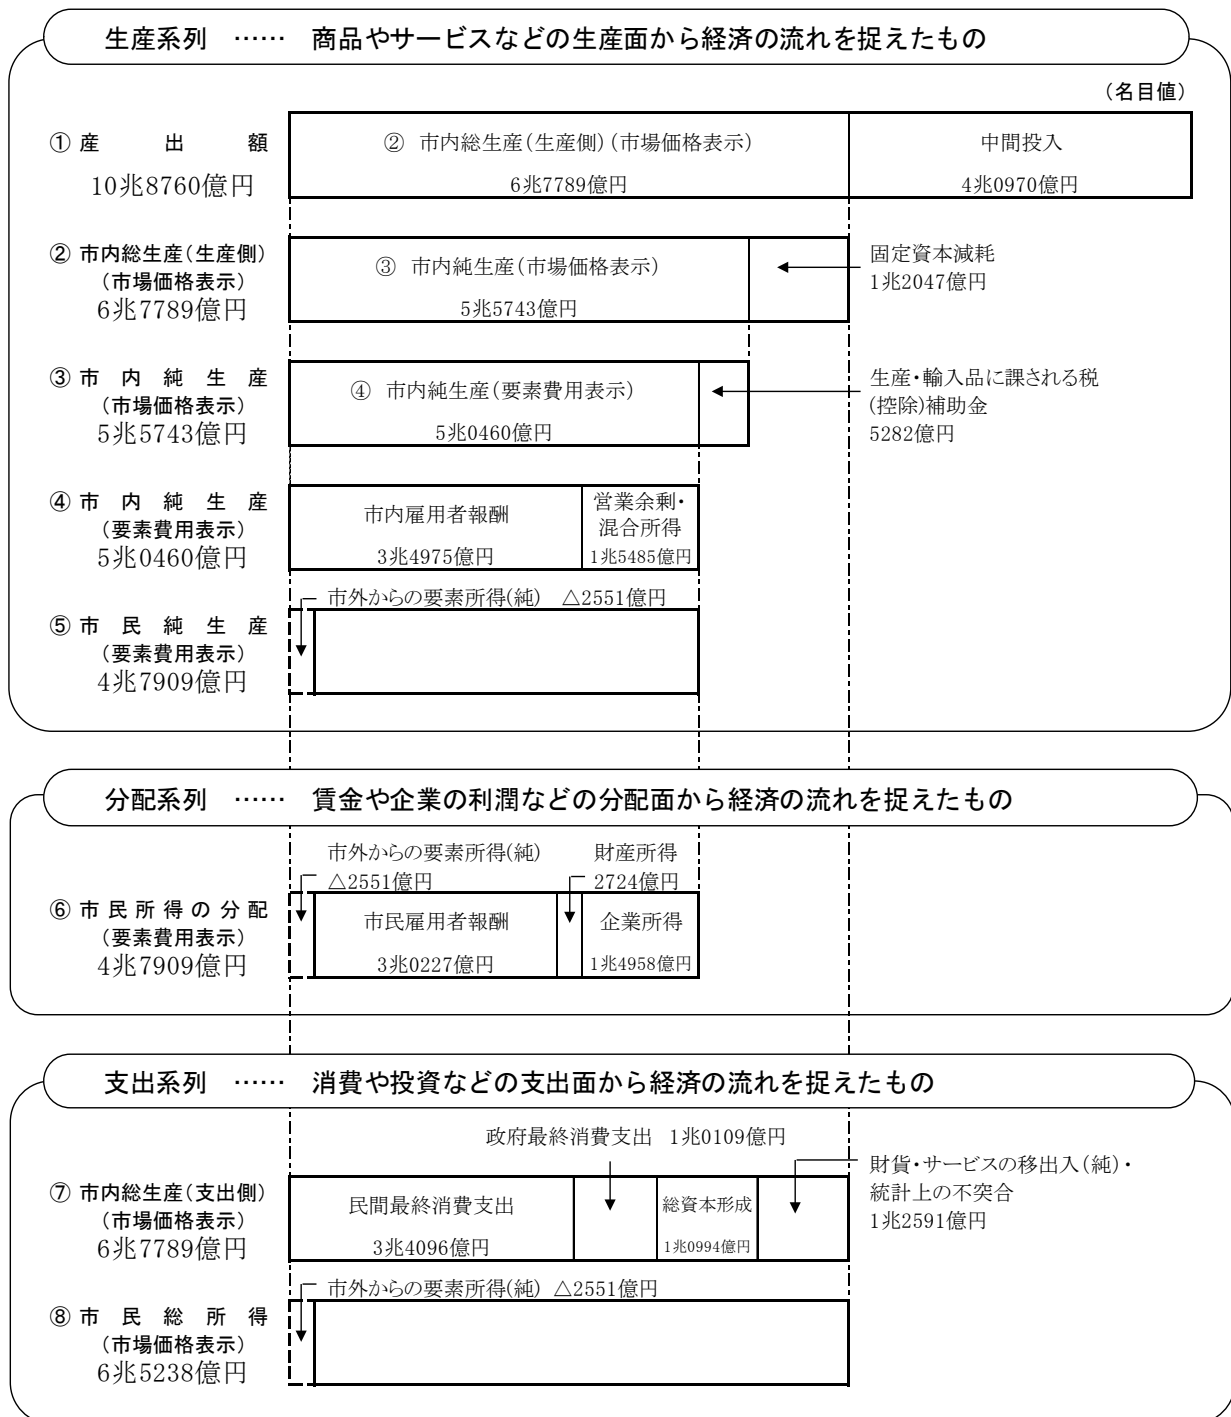 生産系列 …… 商品やサービスなどの生産面から経済の流れを捉えたもの
(名目値)
① 産出額
10兆8760億円
② 市内総生産(生産側)(市場価格表示)
6兆7789億円
中間投入
4兆0970億円
② 市内総生産(生産側)
(市場価格表示)
6兆7789億円
③ 市内純生産(市場価格表示)
5兆5743億円
固定資本減耗
1兆2047億円
③ 市内純生産
(市場価格表示)
5兆5743億円
④ 市内純生産(要素費用表示)
5兆0460億円
生産・輸入品に課される税
(控除)補助金
5282億円
④ 市内純生産
(要素費用表示)
5兆0460億円
市内雇用者報酬
3兆4975億円
営業余剰・
混合所得
1兆5485億円
市外からの要素所得(純) △2551億円
⑤ 市民純生産
(要素費用表示)
4兆7909億円
分配系列 …… 賃金や企業の利潤などの分配面から経済の流れを捉えたもの
市外からの要素所得(純)
△2551億円
財産所得
2724億円
⑥ 市民所得の分配
(要素費用表示)
4兆7909億円
市民雇用者報酬
3兆0227億円
企業所得
1兆4958億円
支出系列 …… 消費や投資などの支出面から経済の流れを捉えたもの
政府最終消費支出 1兆0109億円
財貨・サービスの移出入(純)・
統計上の不突合
1兆2591億円
⑦ 市内総生産(支出側)
(市場価格表示)
6兆7789億円
民間最終消費支出
3兆4096億円
総資本形成
1兆0994億円
市外からの要素所得(純) △2551億円
⑧ 市民総所得
(市場価格表示)
6兆5238億円